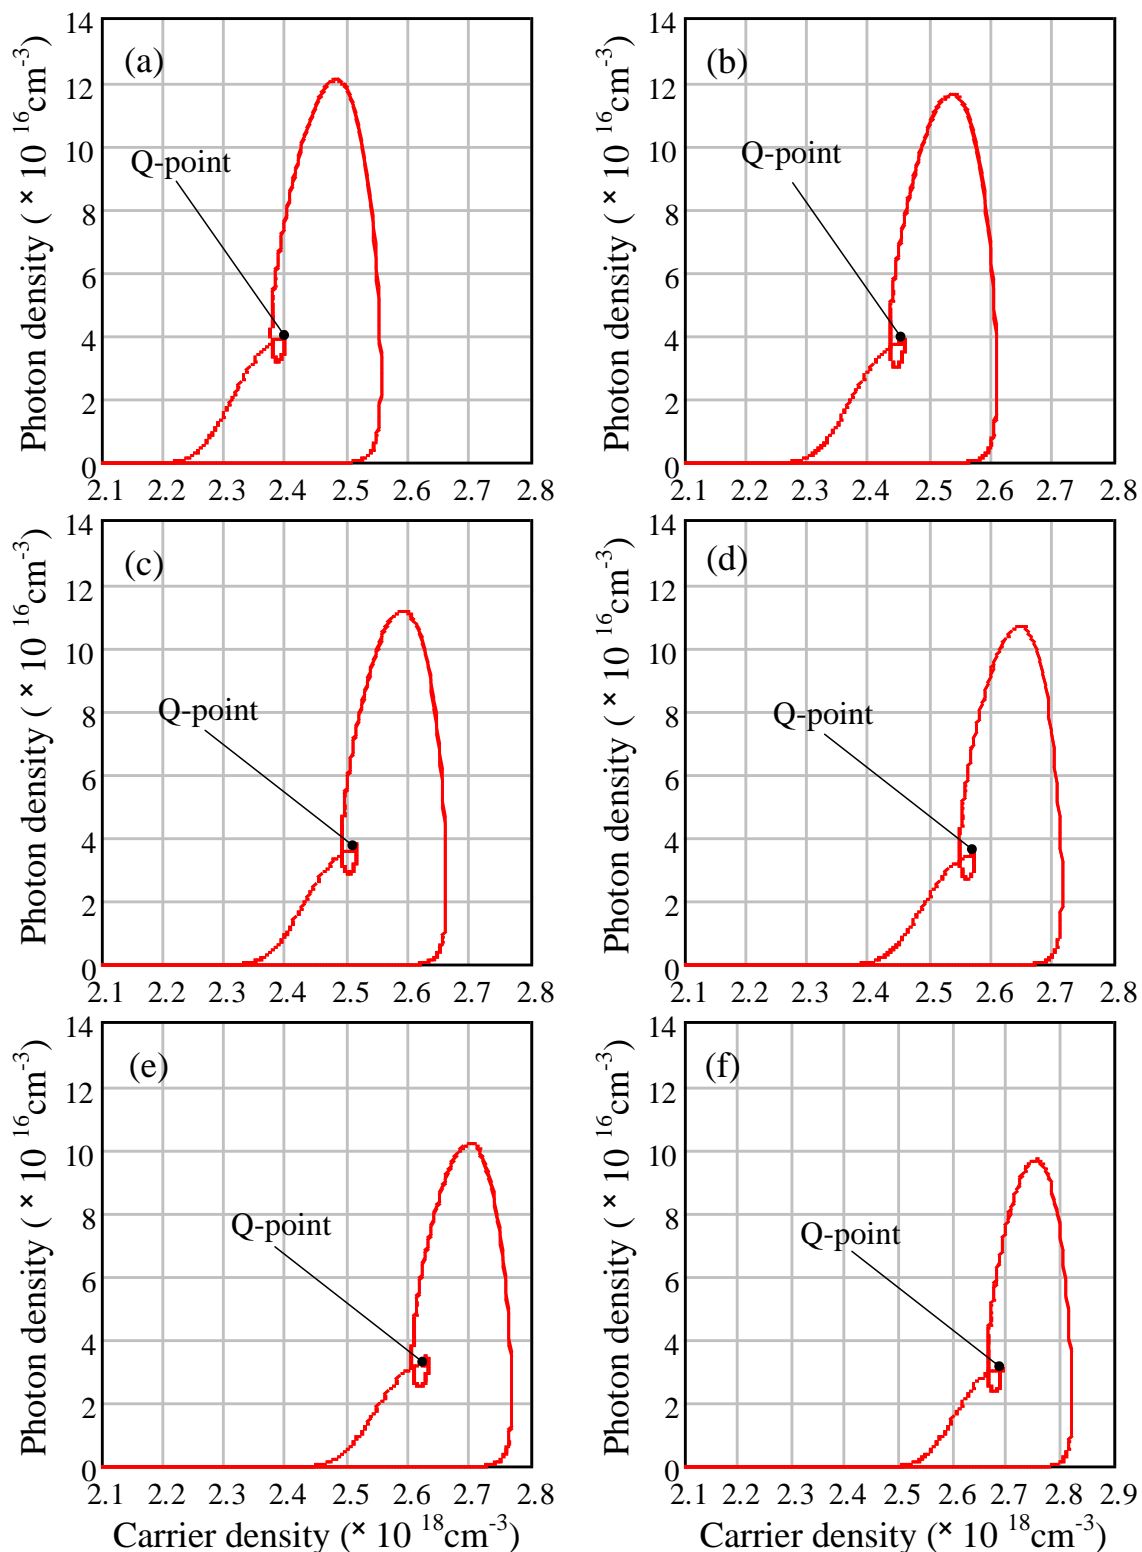 (a)
Q-point
Photon density ( × 10 16cm-3)
14
12
10
8
6
4
2
0
2.1 2.2 2.3 2.4 2.5 2.6 2.7 2.8
(b)
Q-point
Photon density ( × 10 16cm-3)
14
12
10
8
6
4
2
0
2.1 2.2 2.3 2.4 2.5 2.6 2.7 2.8
(c)
Q-point
Photon density ( × 10 16cm-3)
14
12
10
8
6
4
2
0
2.1 2.2 2.3 2.4 2.5 2.6 2.7 2.8
(d)
Q-point
Photon density ( × 10 16cm-3)
14
12
10
8
6
4
2
0
2.1 2.2 2.3 2.4 2.5 2.6 2.7 2.8
(e)
Q-point
Photon density ( × 10 16cm-3)
14
12
10
8
6
4
2
0
2.1 2.2 2.3 2.4 2.5 2.6 2.7 2.8
Carrier density (× 10 18cm-3)
(f)
Q-point
Photon density ( × 10 16cm-3)
14
12
10
8
6
4
2
0
2.1 2.2 2.3 2.4 2.5 2.6 2.7 2.8 2.9
Carrier density (× 10 18cm-3)